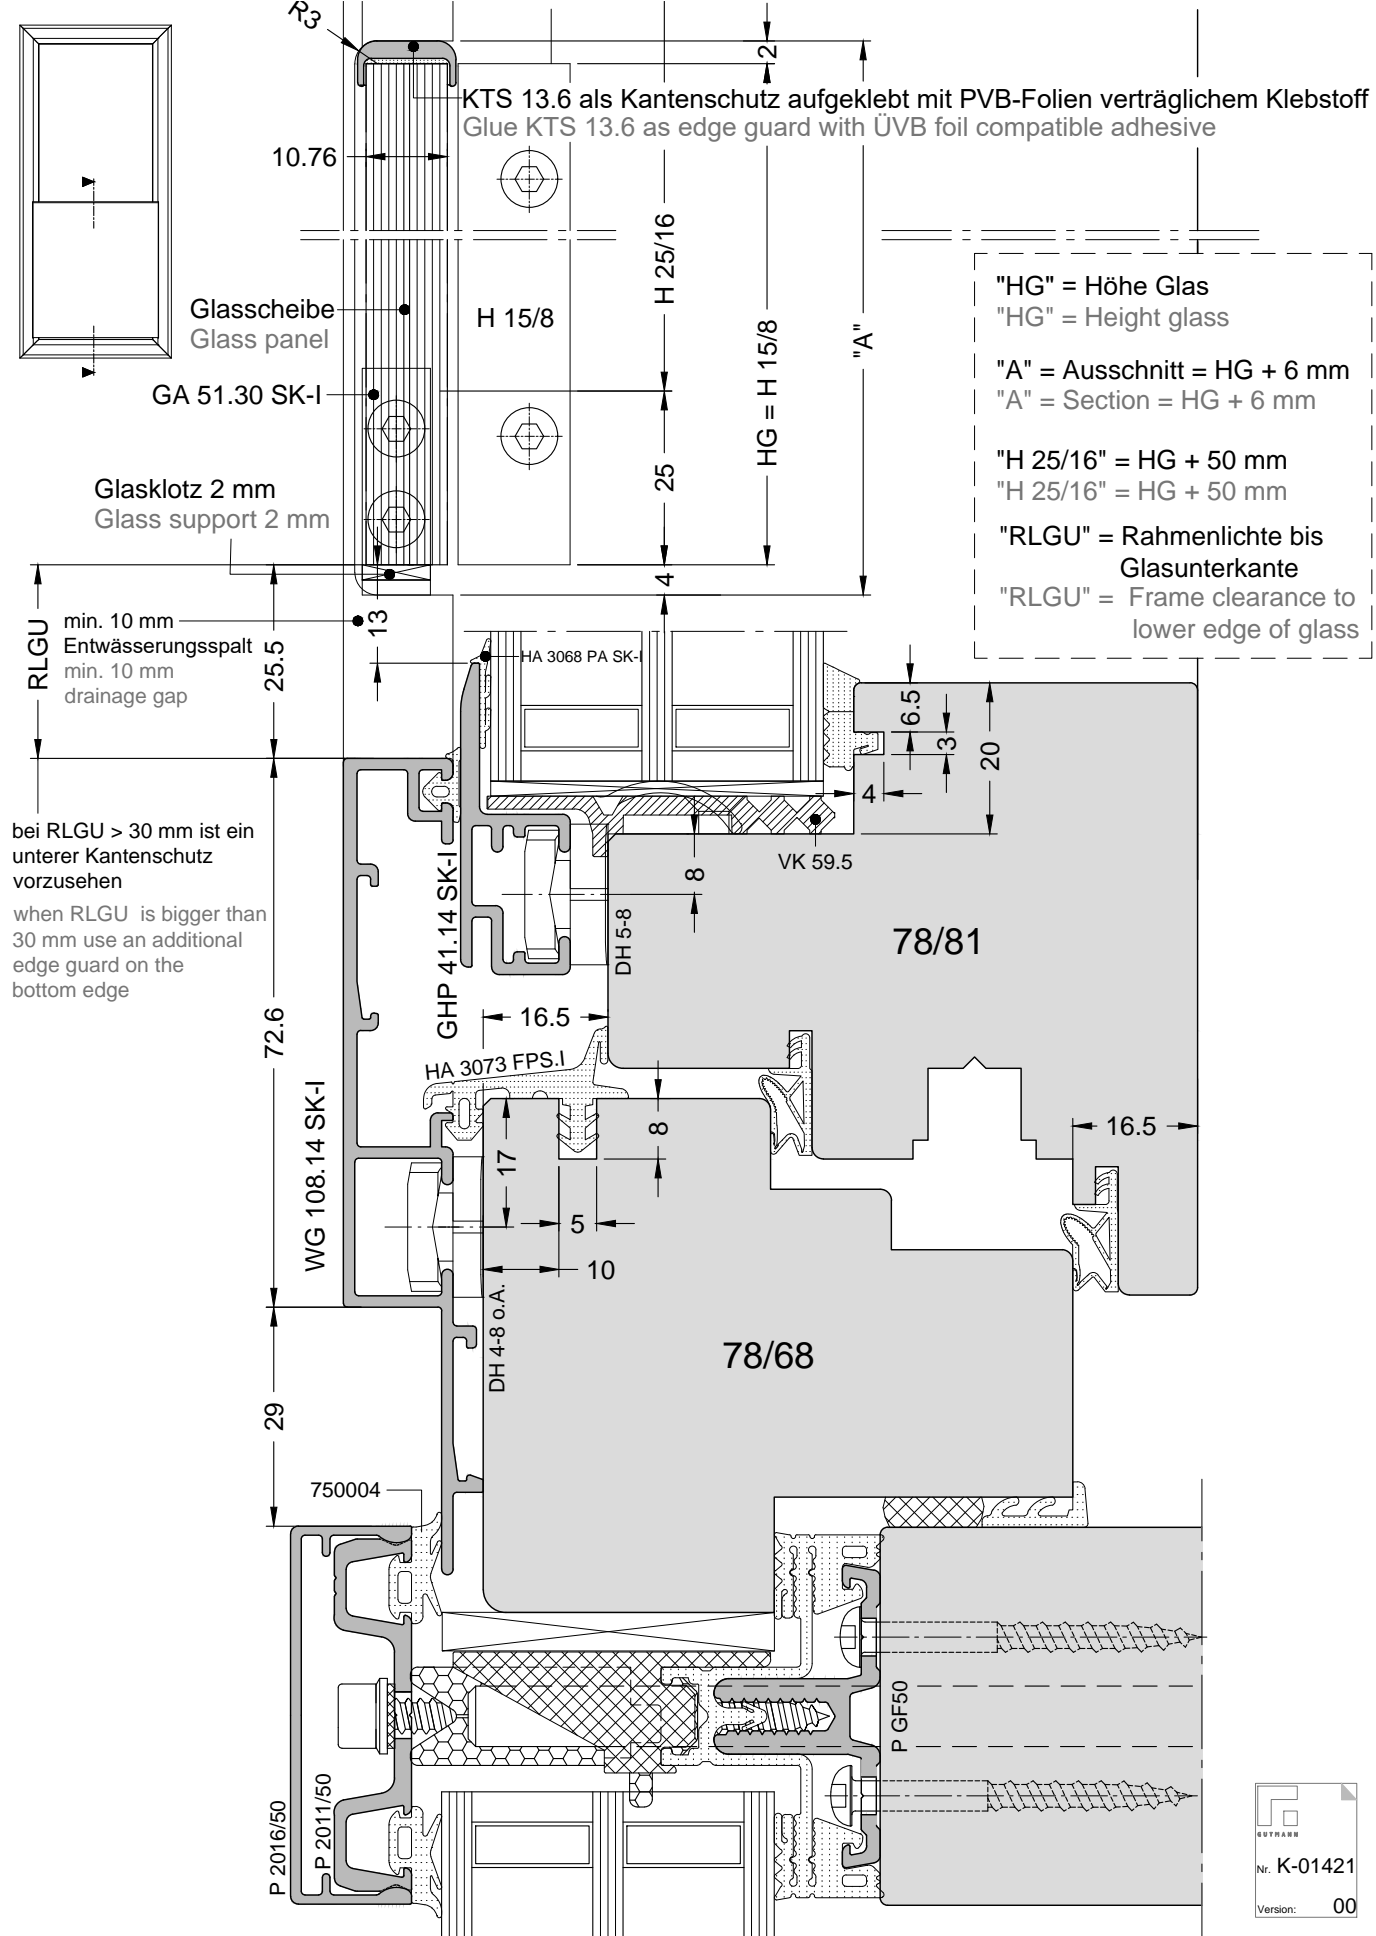 R3
2
KTS 13.6 als Kantenschutz aufgeklebt mit PVB-Folien verträglichem Klebstoff
Glue KTS 13.6 as edge guard with ÜVB foil compatible adhesive
10.76
H 25/16
H 15/8
HG = H 15/8
"A"
Glasscheibe
Glass panel
GA 51.30 SK-I
25
Glasklotz 2 mm
Glass support 2 mm
4
"HG" = Höhe Glas
"HG" = Height glass
"A" = Ausschnitt = HG + 6 mm
"A" = Section = HG + 6 mm
"H 25/16" = HG + 50 mm
"H 25/16" = HG + 50 mm
"RLGU" = Rahmenlichte bis
Glasunterkante
"RLGU" = Frame clearance to
lower edge of glass
RLGU
min. 10 mm
Entwässerungsspalt
min. 10 mm
drainage gap
25.5
13
HA 3068 PA SK-I
6.5
3
20
4
bei RLGU > 30 mm ist ein
unterer Kantenschutz
vorzusehen
when RLGU is bigger than
30 mm use an additional
edge guard on the
bottom edge
VK 59.5
8
GHP 41.14 SK-I
DH 5-8
78/81
72.6
16.5
HA 3073 FPS.I
WG 108.14 SK-I
17
8
5
10
16.5
DH 4-8 o.A.
78/68
29
750004
P GF50
P 2016/50
P 2011/50
GUTMANN
Nr. K-01421
Version: 00